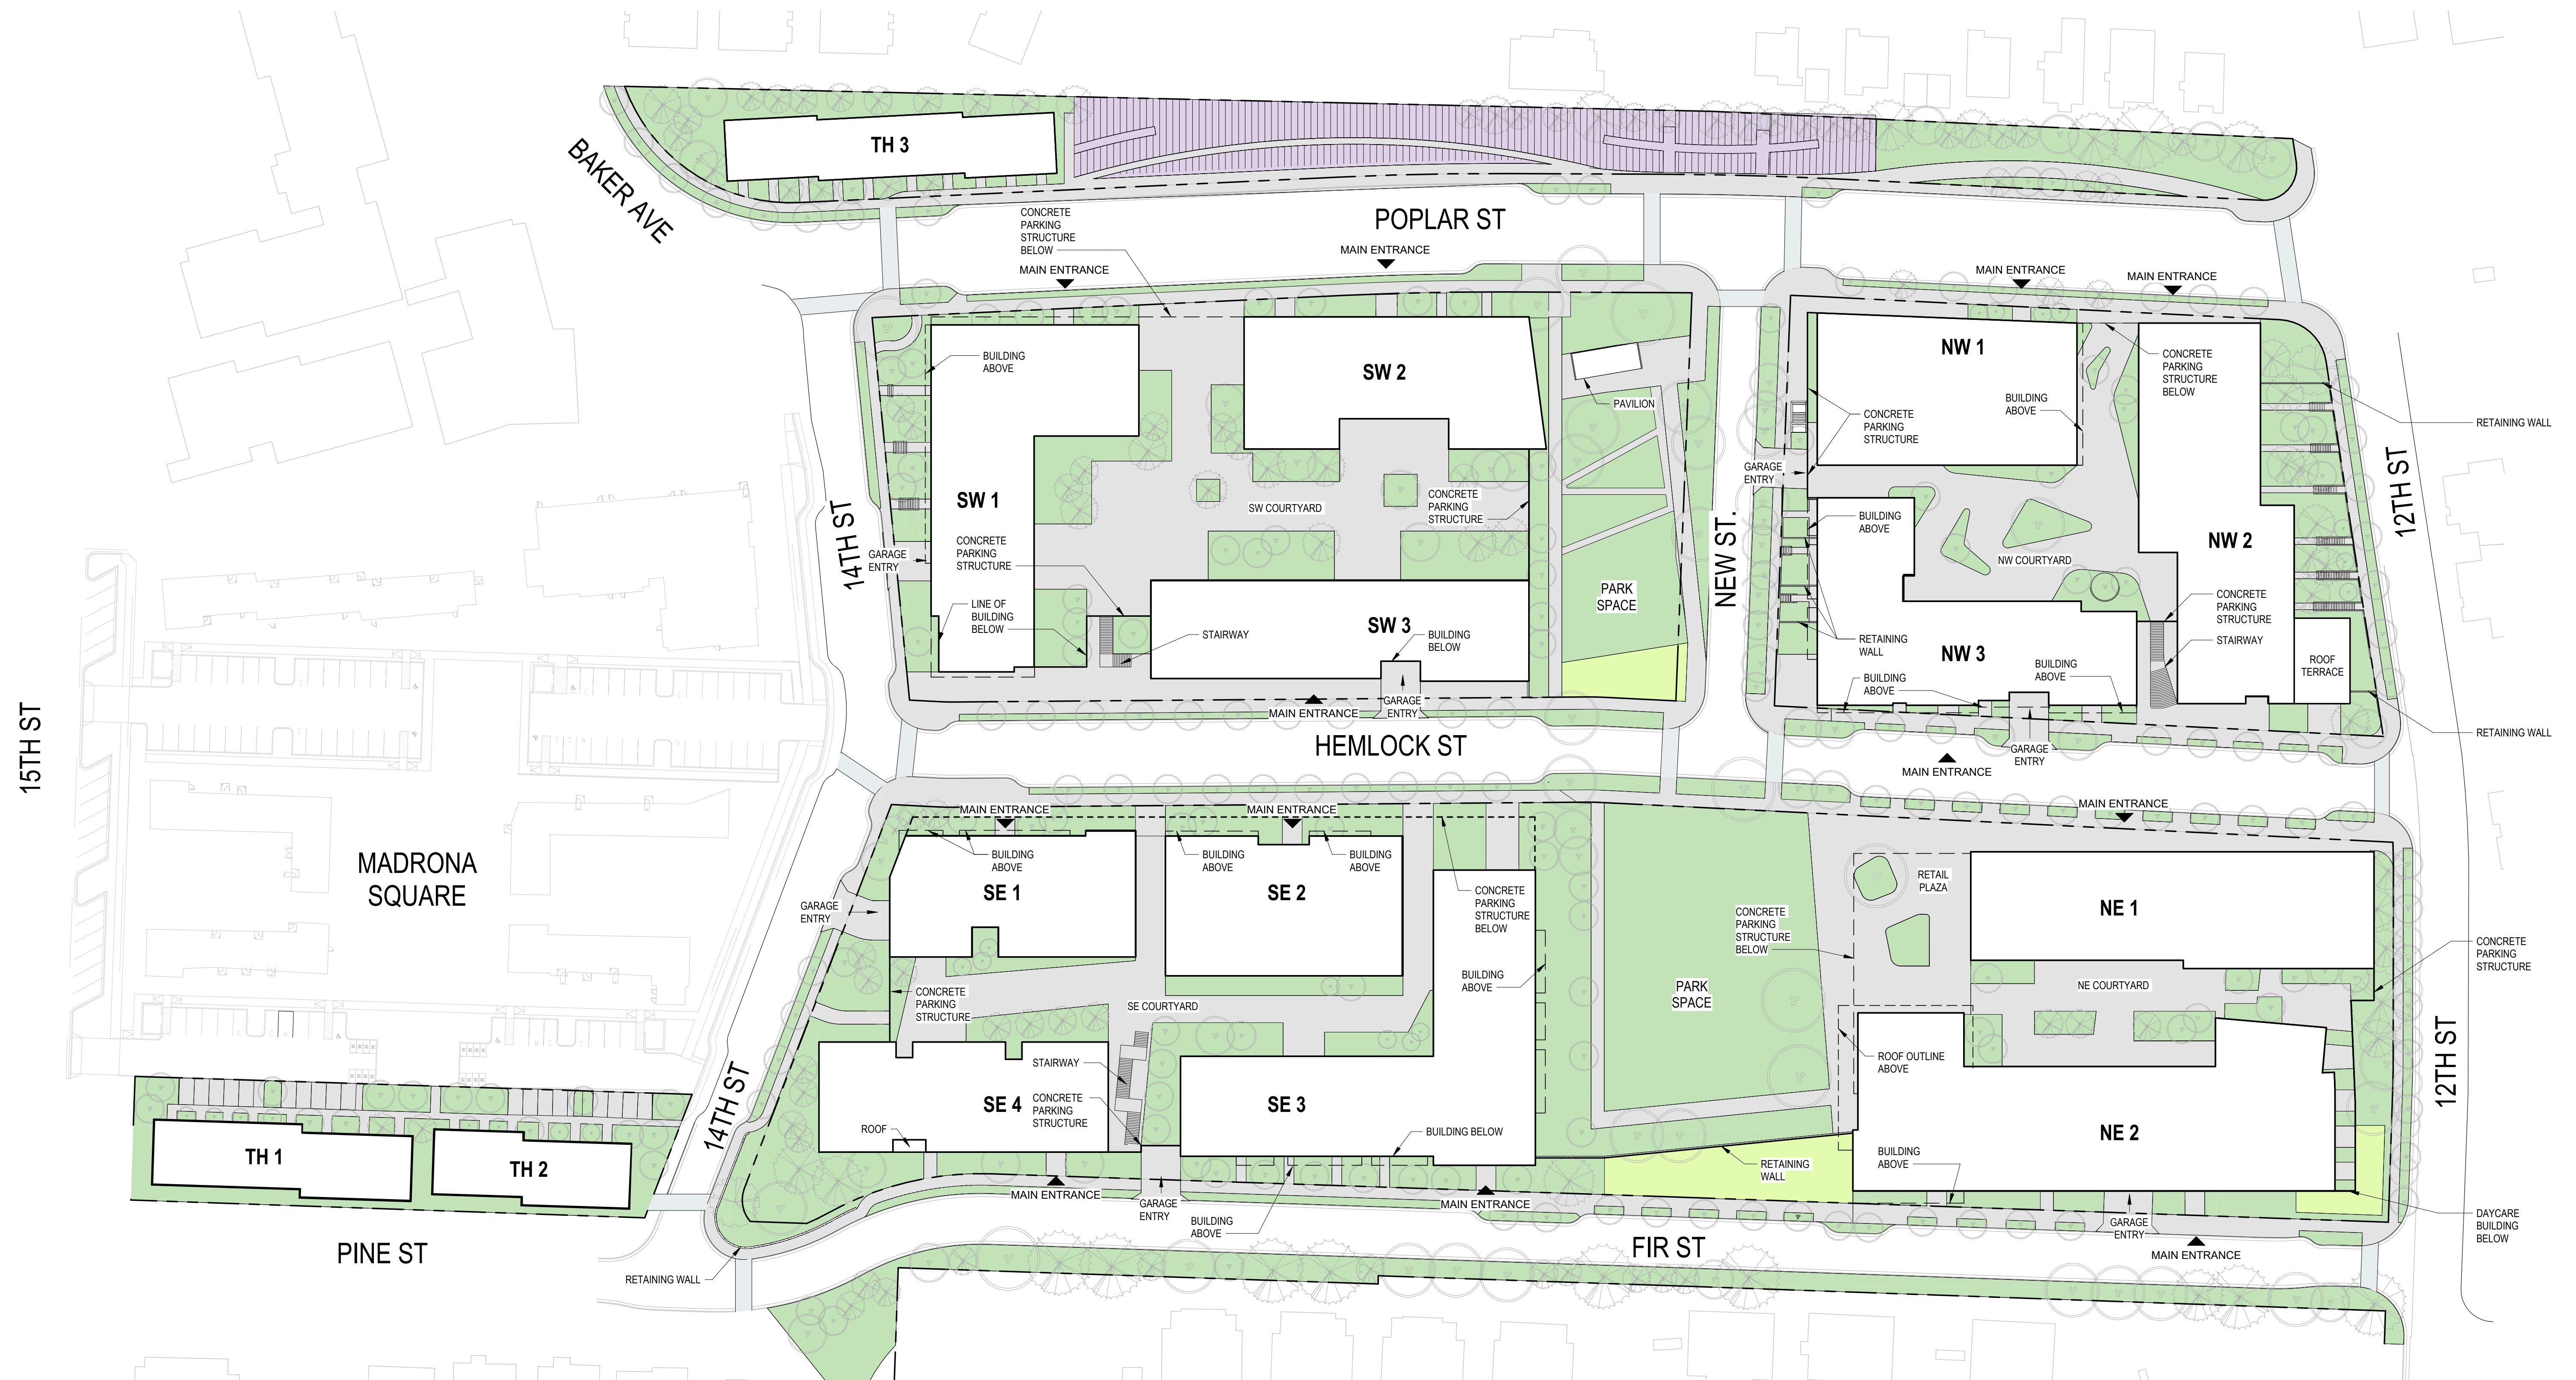 TH 3
BAKER AVE
CONCRETE
PARKING
STRUCTURE
BELOW
POPLAR ST
MAIN ENTRANCE
MAIN ENTRANCE
MAIN ENTRANCE
MAIN ENTRANCE
BUILDING
ABOVE
SW 1
SW 2
PAVILION
NW 1
CONCRETE
PARKING
STRUCTURE
BELOW
BUILDING
ABOVE
CONCRETE
PARKING
STRUCTURE
RETAINING WALL
GARAGE
ENTRY
SW COURTYARD
CONCRETE
PARKING
STRUCTURE
BUILDING
ABOVE
NW COURTYARD
NW 2
12TH ST
14TH ST
GARAGE
ENTRY
CONCRETE
PARKING
STRUCTURE
NEW ST.
PARK
SPACE
LINE OF
BUILDING
BELOW
STAIRWAY
SW 3
BUILDING
BELOW
RETAINING
WALL
NW 3
BUILDING
ABOVE
BUILDING
ABOVE
CONCRETE
PARKING
STRUCTURE
STAIRWAY
ROOF
TERRACE
MAIN ENTRANCE
GARAGE
ENTRY
HEMLOCK ST
GARAGE
ENTRY
MAIN ENTRANCE
RETAINING WALL
15TH ST
MADRONA
SQUARE
MAIN ENTRANCE
MAIN ENTRANCE
MAIN ENTRANCE
BUILDING
ABOVE
BUILDING
ABOVE
BUILDING
ABOVE
SE 1
SE 2
GARAGE
ENTRY
CONCRETE
PARKING
STRUCTURE
BELOW
CONCRETE
PARKING
STRUCTURE
BELOW
RETAIL
PLAZA
NE 1
CONCRETE
PARKING
STRUCTURE
BUILDING
ABOVE
CONCRETE
PARKING
STRUCTURE
SE COURTYARD
PARK
SPACE
NE COURTYARD
STAIRWAY
ROOF OUTLINE
ABOVE
12TH ST
14TH ST
SE 4
CONCRETE
PARKING
STRUCTURE
SE 3
ROOF
BUILDING BELOW
NE 2
BUILDING
ABOVE
RETAINING
WALL
TH 1
TH 2
MAIN ENTRANCE
GARAGE
ENTRY
BUILDING
ABOVE
MAIN ENTRANCE
GARAGE
ENTRY
DAYCARE
BUILDING
BELOW
PINE ST
FIR ST
MAIN ENTRANCE
RETAINING WALL